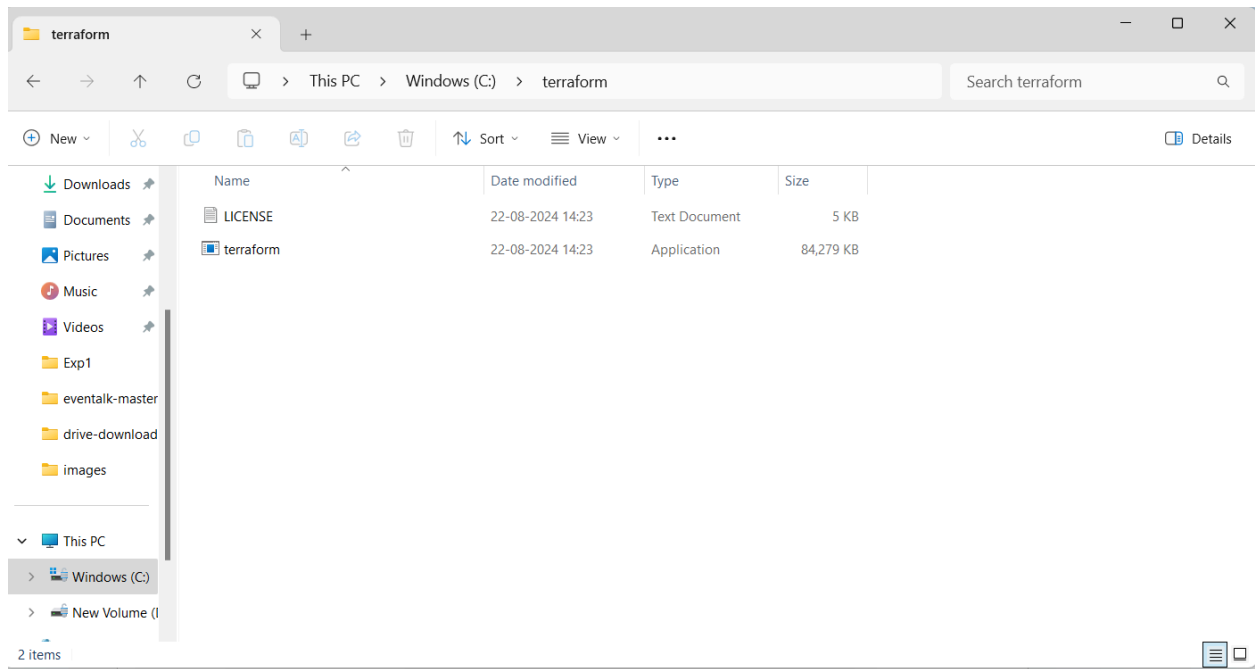 terraform
This PC > Windows (C:) > terraform
Search terraform
New
Sort
View
Details
Downloads
Documents
Pictures
Music
Videos
Exp1
eventalk-master
drive-download
images
This PC
Windows (C:)
New Volume (
Name Date modified Type Size
LICENSE 22-08-2024 14:23 Text Document 5 KB
terraform 22-08-2024 14:23 Application 84,279 KB
2 items